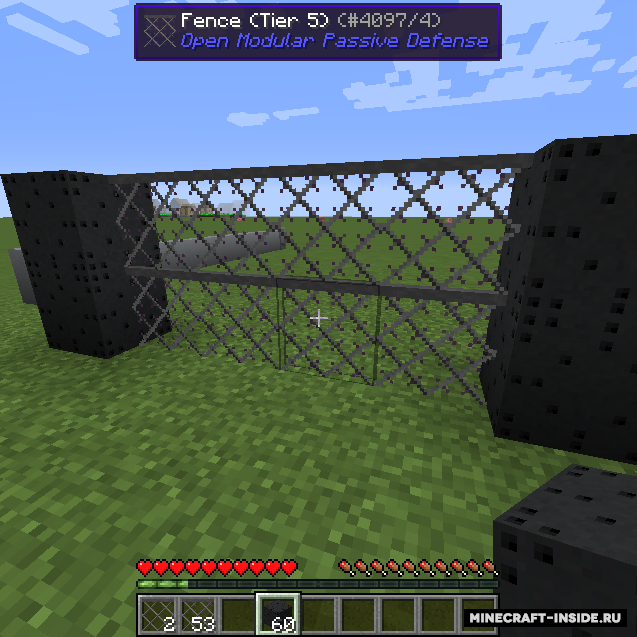 Fence (Tier 5) (#4097/4)
Open Modular Passive Defense
2 53 60
MINECRAFT-INSIDE.RU